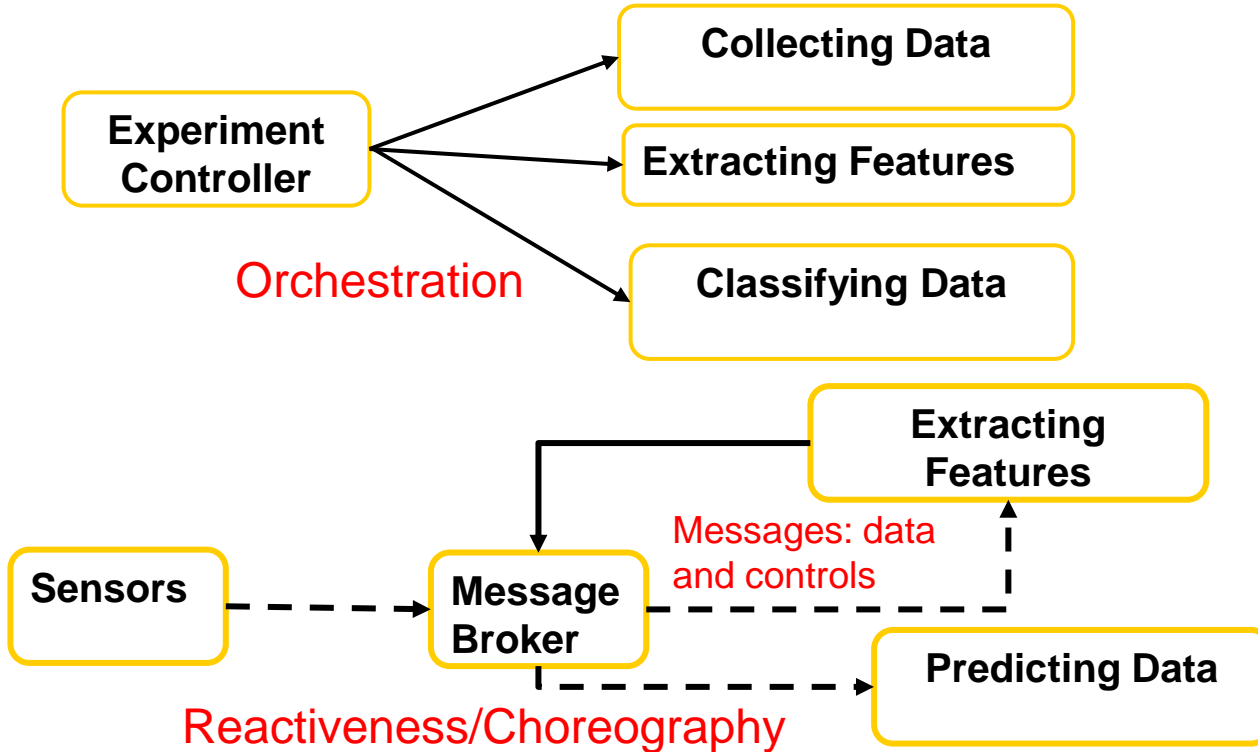 Collecting Data
Experiment
Controller
Extracting Features
Orchestration
Classifying Data
Extracting
Features
Messages: data
and controls
Sensors
Message
Broker
Predicting Data
Reactiveness/Choreography